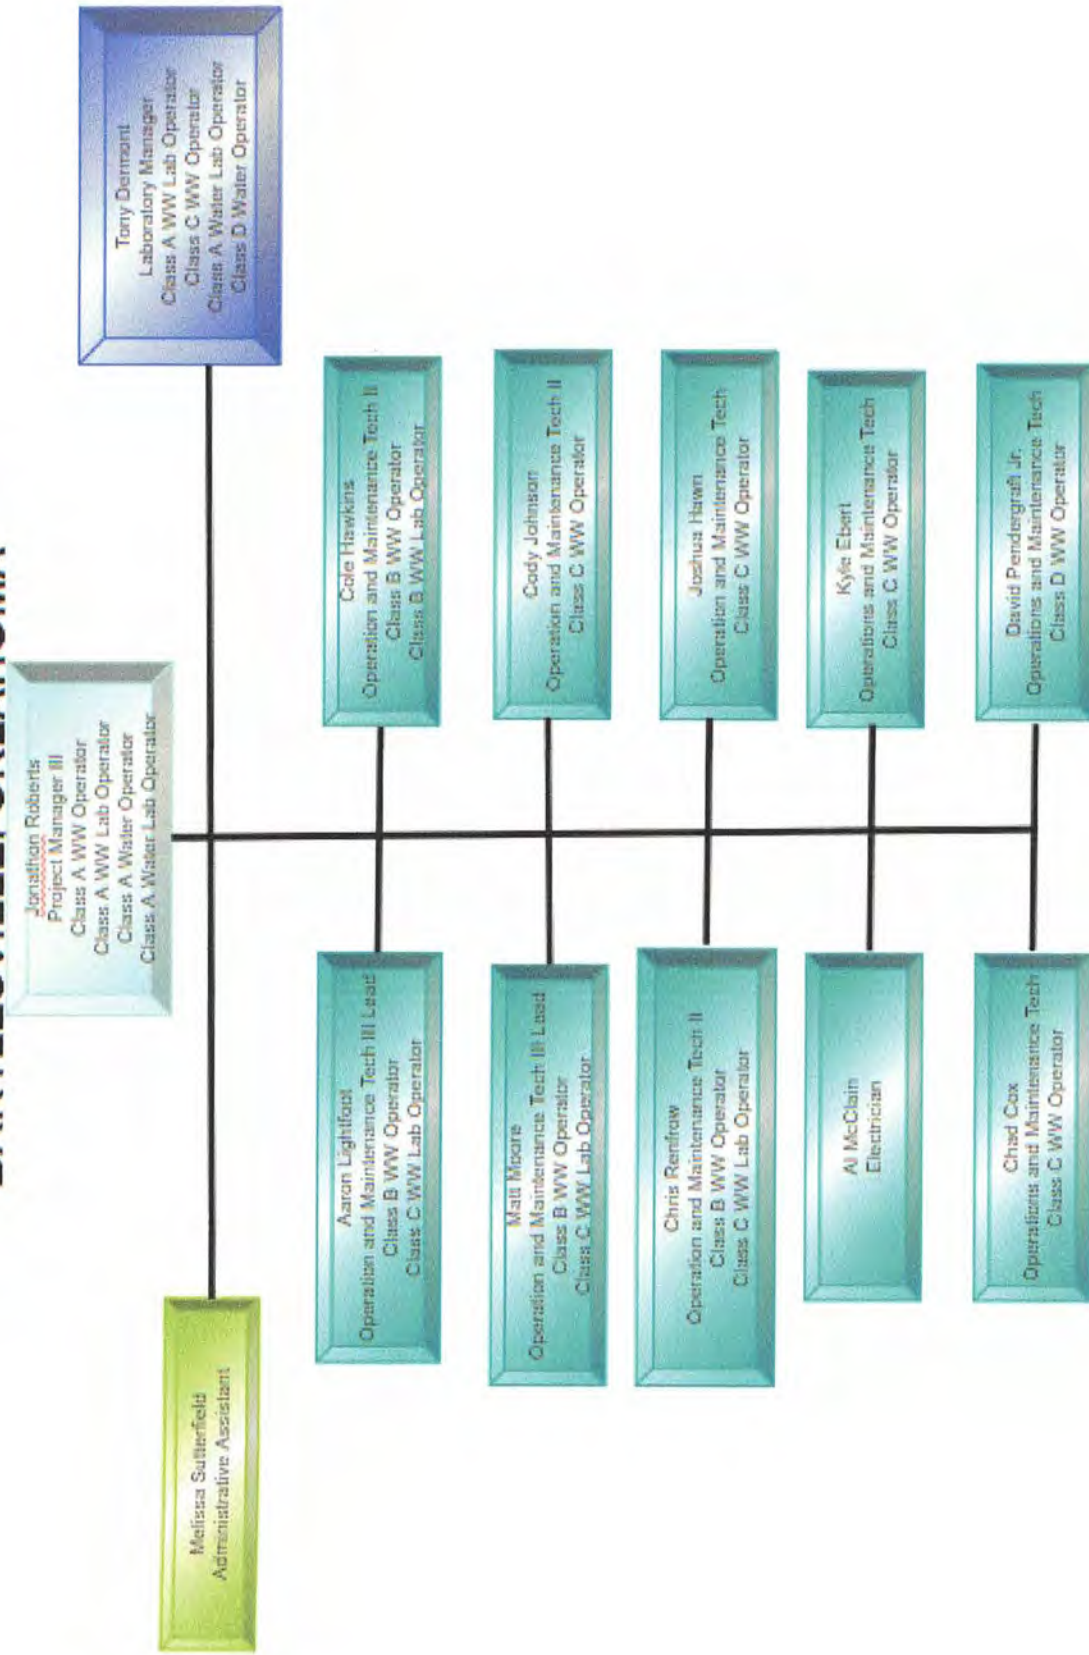 Jonathon Roberts
Project Manager III
Class A WW Operator
Class A WW Lab Operator
Class A Water Operator
Class A Water Lab Operator
Melissa Sutterfield
Administrative Assistant
Tony Dermont
Laboratory Manager
Class A WW Lab Operator
Class C WW Operator
Class A Water Lab Operator
Class D Water Operator
Aaron Lightfoot
Operation and Maintenance Tech III Lead
Class B WW Operator
Class C WW Lab Operator
Cole Hawkins
Operation and Maintenance Tech II
Class B WW Operator
Class B WW Lab Operator
Matt Moore
Operation and Maintenance Tech III Lead
Class B WW Operator
Class C WW Lab Operator
Cody Johnson
Operation and Maintenance Tech II
Class C WW Operator
Chris Renfrow
Operation and Maintenance Tech II
Class B WW Operator
Class C WW Lab Operator
Joshua Hawn
Operation and Maintenance Tech
Class C WW Operator
Al McClain
Electrician
Kyle Ebert
Operations and Maintenance Tech
Class C WW Operator
Chad Cox
Operations and Maintenance Tech
Class C WW Operator
David Pendergraft Jr.
Operations and Maintenance Tech
Class D WW Operator